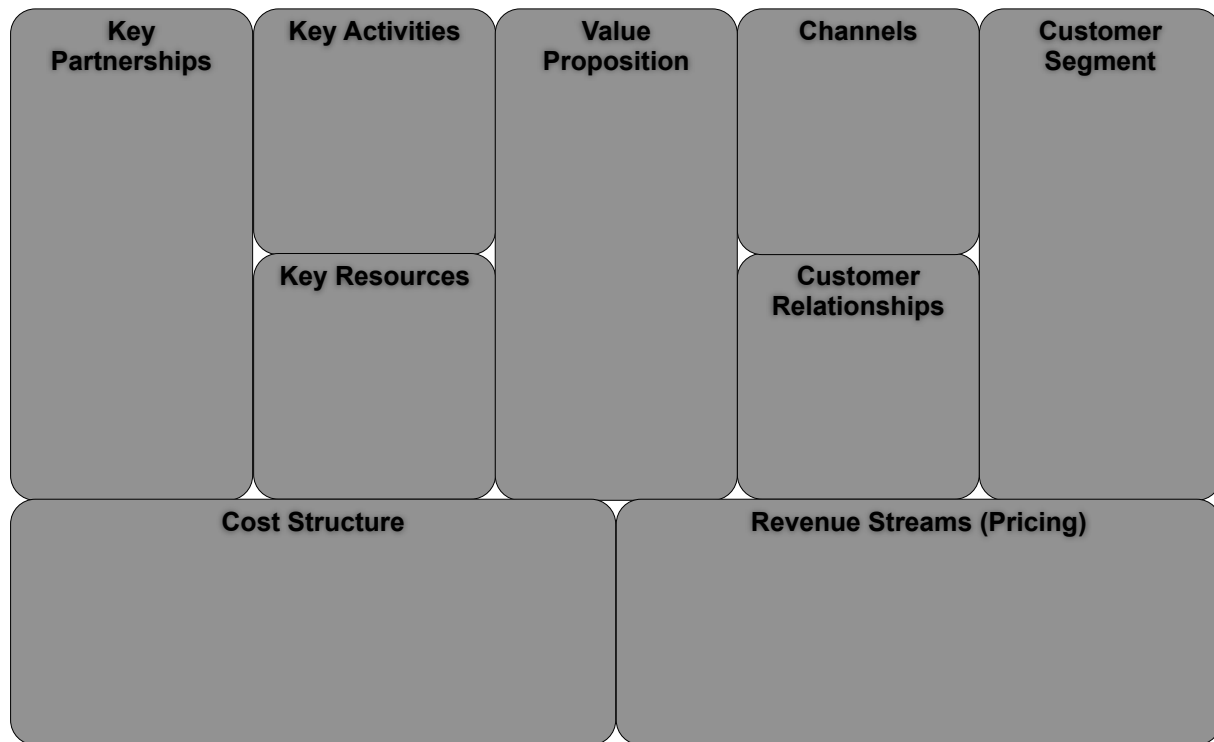 Key
Partnerships
Key Activities
Value
Proposition
Channels
Customer
Segment
Key Resources
Customer
Relationships
Cost Structure
Revenue Streams (Pricing)